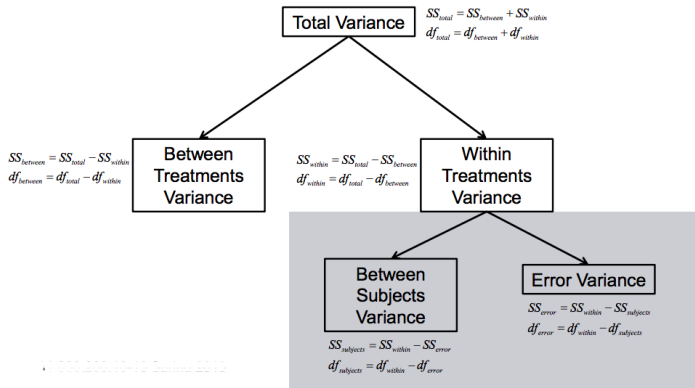 Total Variance
SS_total = SS_between + SS_within
df_total = df_between + df_within
SS_between = SS_total − SS_within
df_between = df_total − df_within
Between
Treatments
Variance
SS_within = SS_total − SS_between
df_within = df_total − df_between
Within
Treatments
Variance
Between
Subjects
Variance
SS_subjects = SS_within − SS_error
df_subjects = df_within − df_error
Error Variance
SS_error = SS_within − SS_subjects
df_error = df_within − df_subjects